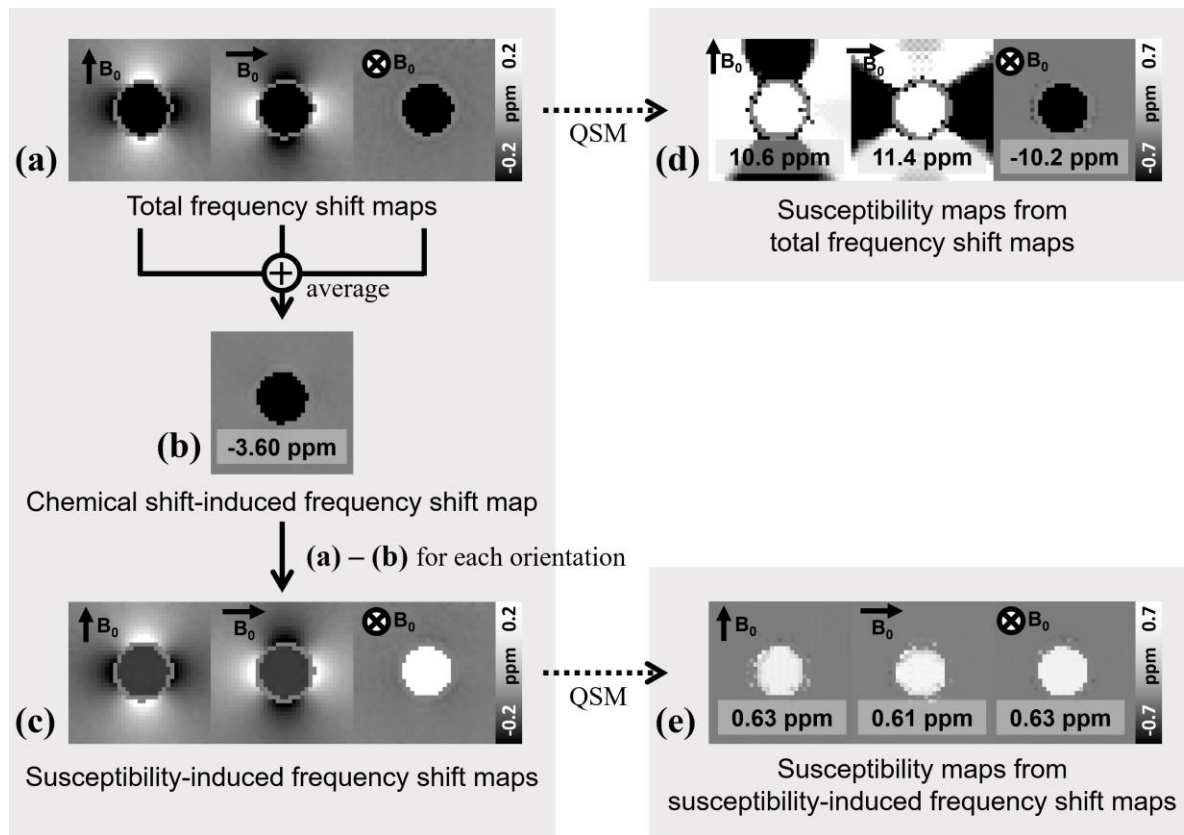 B0
B0
B0
0.2
ppm
-0.2
(a)
Total frequency shift maps
average
QSM
B0
B0
B0
10.6 ppm
11.4 ppm
-10.2 ppm
0.7
ppm
-0.7
(d)
Susceptibility maps from
total frequency shift maps
(b)
-3.60 ppm
Chemical shift-induced frequency shift map
(a) – (b) for each orientation
B0
B0
B0
0.2
ppm
-0.2
(c)
Susceptibility-induced frequency shift maps
QSM
B0
B0
B0
0.63 ppm
0.61 ppm
0.63 ppm
0.7
ppm
-0.7
(e)
Susceptibility maps from
susceptibility-induced frequency shift maps